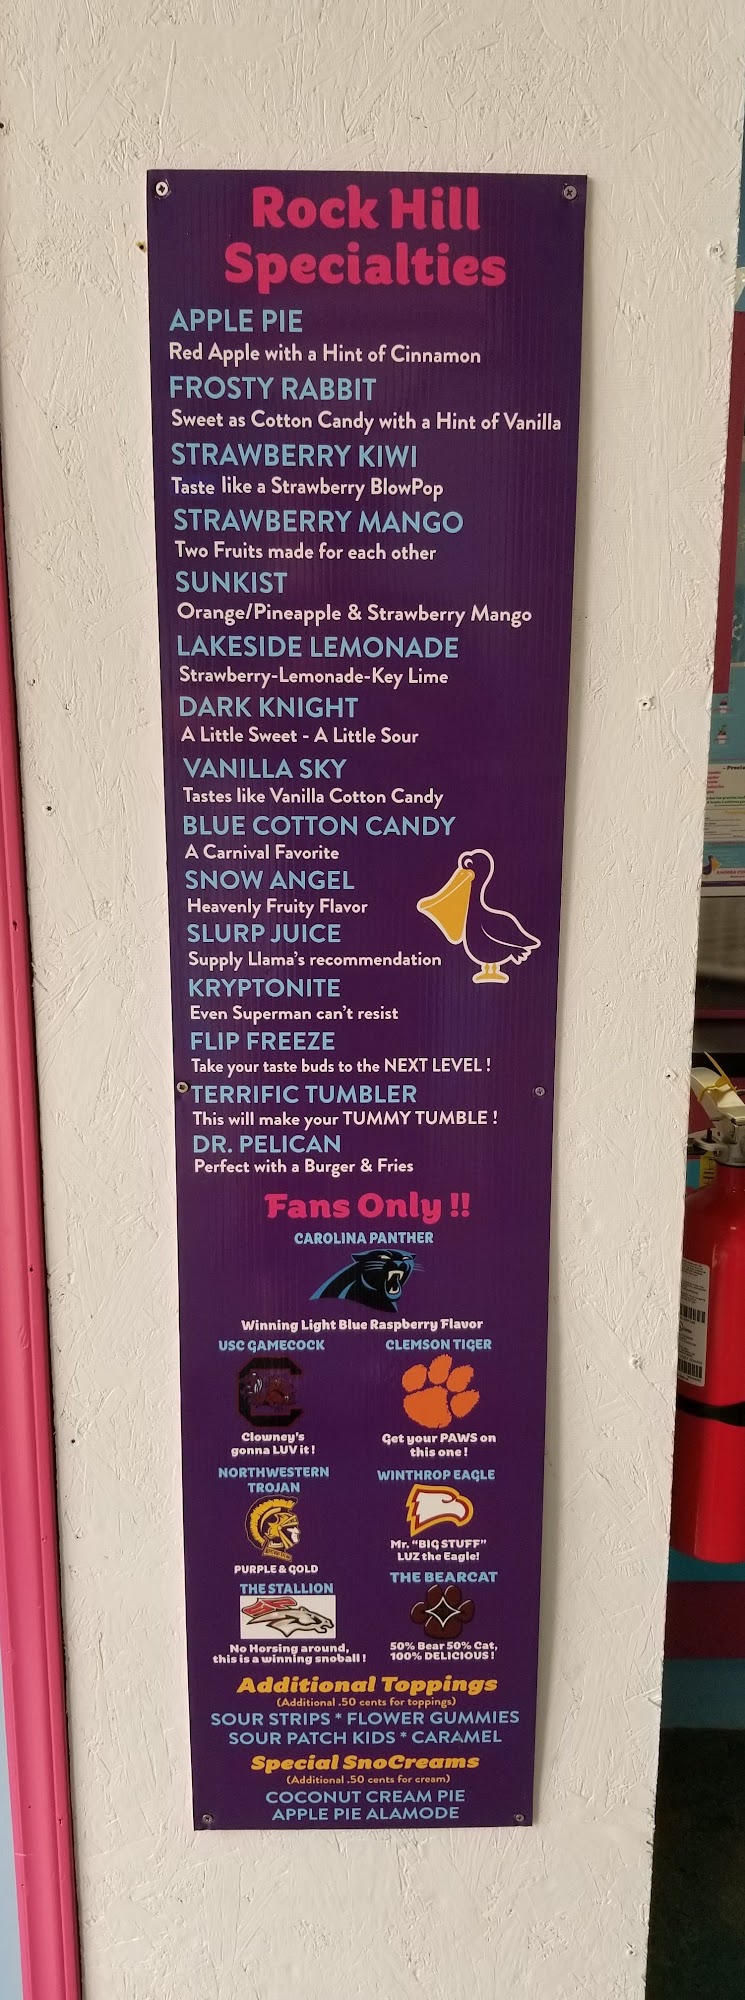 Rock Hill
Specialties
APPLE PIE
Red Apple with a Hint of Cinnamon
FROSTY RABBIT
Sweet as Cotton Candy with a Hint of Vanilla
STRAWBERRY KIWI
Taste like a Strawberry BlowPop
STRAWBERRY MANGO
Two Fruits made for each other
SUNKIST
Orange/Pineapple & Strawberry Mango
LAKESIDE LEMONADE
Strawberry-Lemonade-Key Lime
DARK KNIGHT
A Little Sweet - A Little Sour
VANILLA SKY
Tastes like Vanilla Cotton Candy
BLUE COTTON CANDY
A Carnival Favorite
SNOW ANGEL
Heavenly Fruity Flavor
SLURP JUICE
Supply Llama's recommendation
KRYPTONITE
Even Superman can't resist
FLIP FREEZE
Take your taste buds to the NEXT LEVEL !
TERRIFIC TUMBLER
This will make your TUMMY TUMBLE !
DR. PELICAN
Perfect with a Burger & Fries
Fans Only !!
CAROLINA PANTHER
Winning Light Blue Raspberry Flavor
USC GAMECOCK
Clowney's
gonna LUV it !
CLEMSON TIGER
Get your PAWS on
this one !
NORTHWESTERN
TROJAN
PURPLE & GOLD
WINTHROP EAGLE
Mr. "BIG STUFF"
LUZ the Eagle!
THE STALLION
No Horsing around,
this is a winning snoball !
THE BEARCAT
50% Bear 50% Cat,
100% DELICIOUS !
Additional Toppings
(Additional .50 cents for toppings)
SOUR STRIPS * FLOWER GUMMIES
SOUR PATCH KIDS * CARAMEL
Special SnoCreams
(Additional .50 cents for cream)
COCONUT CREAM PIE
APPLE PIE ALAMODE